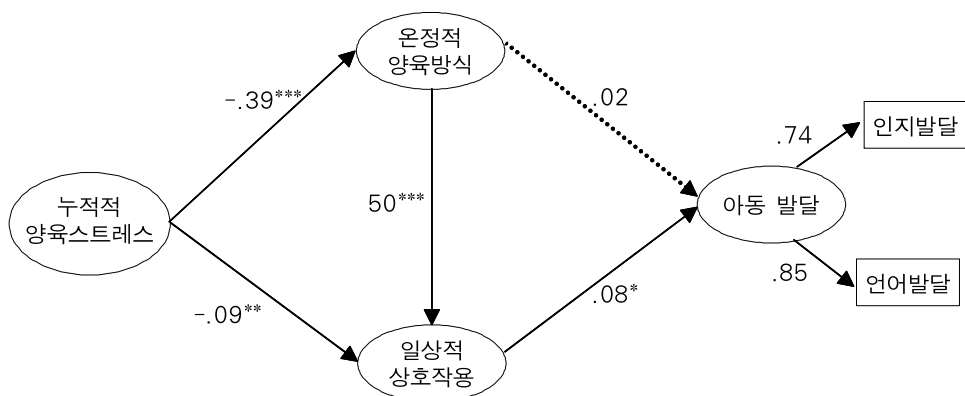 온정적
양육방식
-.39***
.02
인지발달
.74
누적적
양육스트레스
50***
아동 발달
.85
언어발달
-.09**
.08*
일상적
상호작용